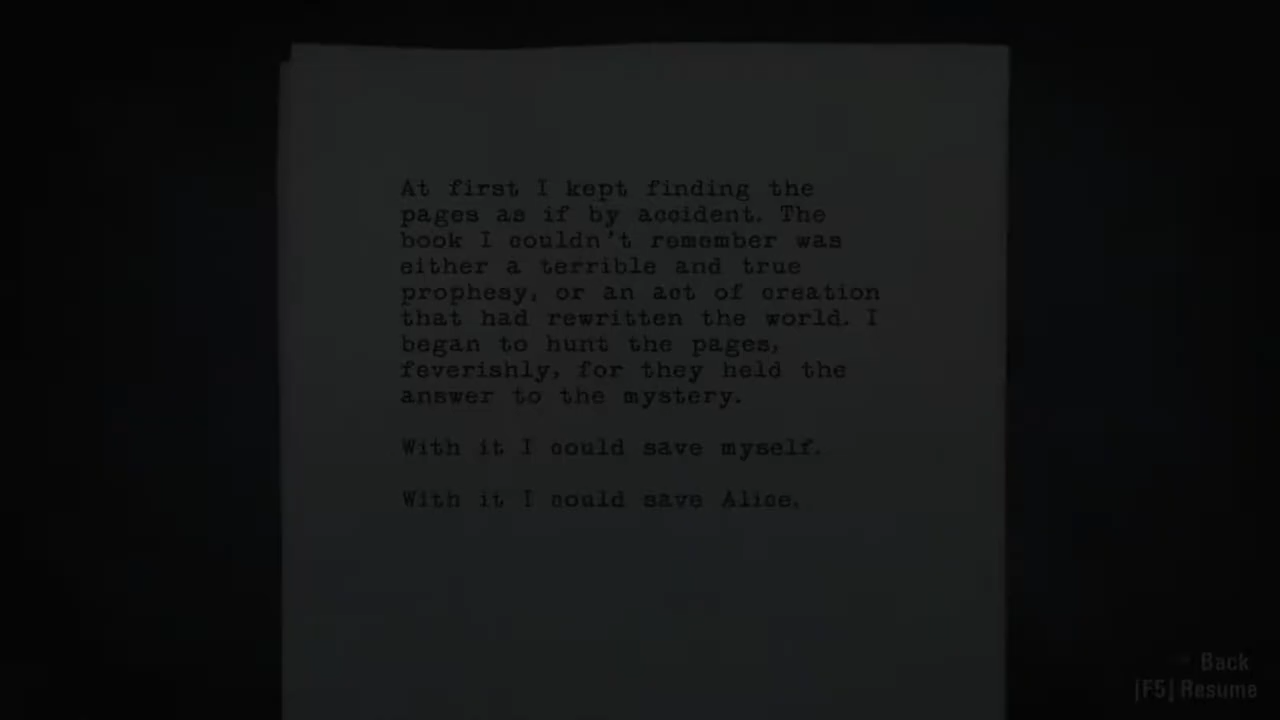 At first I kept finding the
pages as if by accident. The
book I couldn't remember was
either a terrible and true
prophesy, or an act of creation
that had rewritten the world. I
began to hunt the pages,
feverishly, for they held the
answer to the mystery.
With it I could save myself.
With it I could save Alice.
Back
[F5] Resume